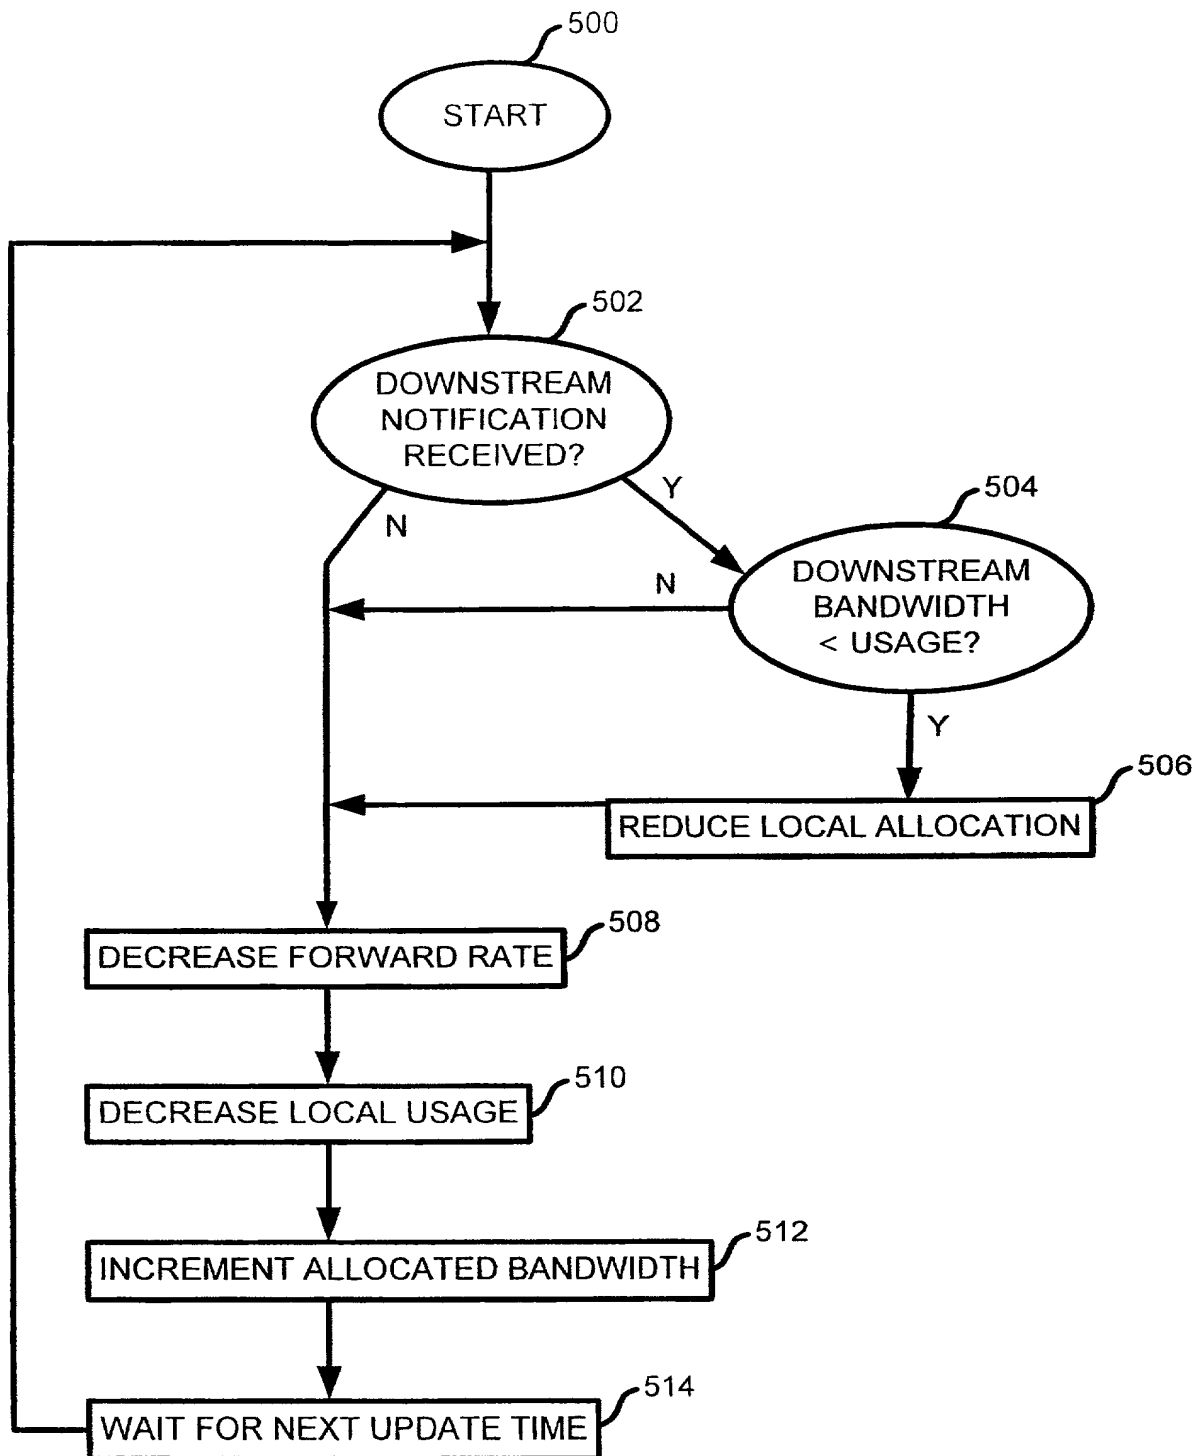 500
START
502
DOWNSTREAM
NOTIFICATION
RECEIVED?
Y
N
504
DOWNSTREAM
BANDWIDTH
< USAGE?
N
Y
506
REDUCE LOCAL ALLOCATION
508
DECREASE FORWARD RATE
510
DECREASE LOCAL USAGE
512
INCREMENT ALLOCATED BANDWIDTH
514
WAIT FOR NEXT UPDATE TIME